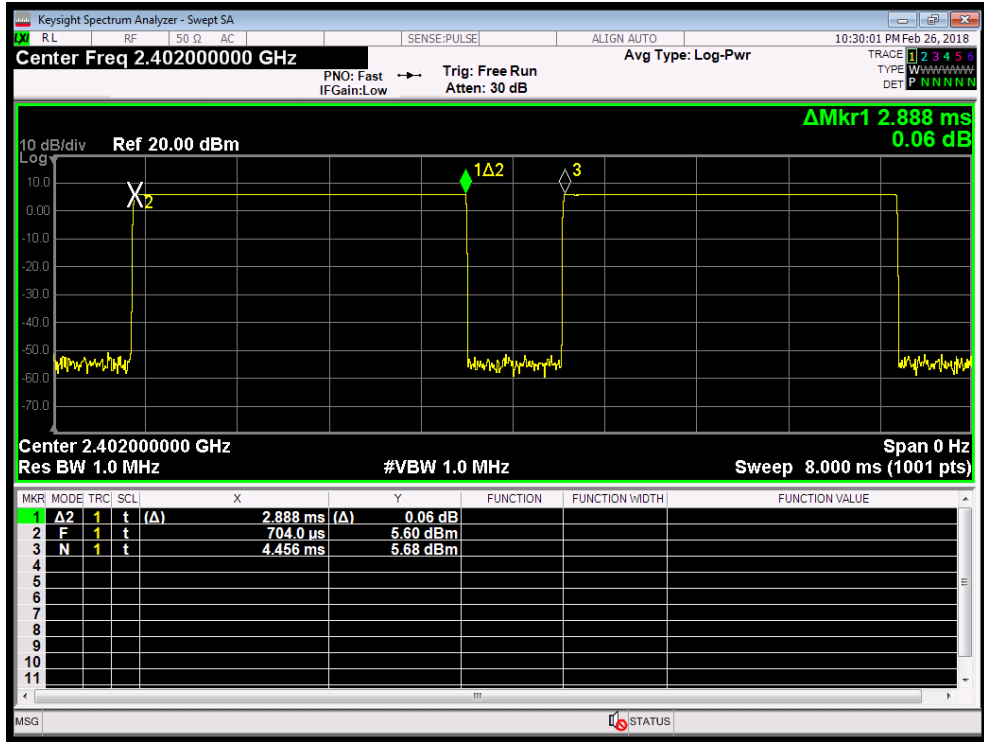 Keysight Spectrum Analyzer - Swept SA
LXI RL RF 50 Ω AC SENSE:PULSE ALIGN AUTO 10:30:01 PM Feb 26, 2018
Center Freq 2.402000000 GHz Avg Type: Log-Pwr TRACE 1 2 3 4 5 6
PNO: Fast Trig: Free Run TYPE WWWWWW
IFGain:Low Atten: 30 dB DET P N N N N N
ΔMkr1 2.888 ms
10 dB/div Ref 20.00 dBm 0.06 dB
Log
1Δ2 3
10.0
2
0.00
-10.0
-20.0
-30.0
-40.0
-50.0
-60.0
-70.0
Center 2.402000000 GHz Span 0 Hz
Res BW 1.0 MHz #VBW 1.0 MHz Sweep 8.000 ms (1001 pts)
MKR MODE TRC SCL X Y FUNCTION FUNCTION WIDTH FUNCTION VALUE
1 Δ2 1 t (Δ) 2.888 ms (Δ) 0.06 dB
2 F 1 t 704.0 µs 5.60 dBm
3 N 1 t 4.456 ms 5.68 dBm
4
5
6
7
8
9
10
11
MSG STATUS